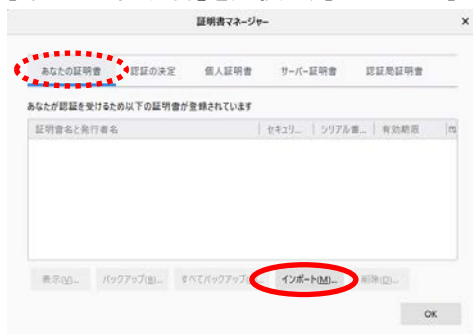 証明書マネージャー
×
あなたの証明書 認証の決定 個人証明書 サーバー証明書 認証局証明書
あなたが認証を受けるため以下の証明書が登録されています
証明書名と発行者名 セキュリ... シリアル番... 有効期限
表示(V)... バックアップ(B)... すべてバックアップ インポート(M)... 削除(D)...
OK